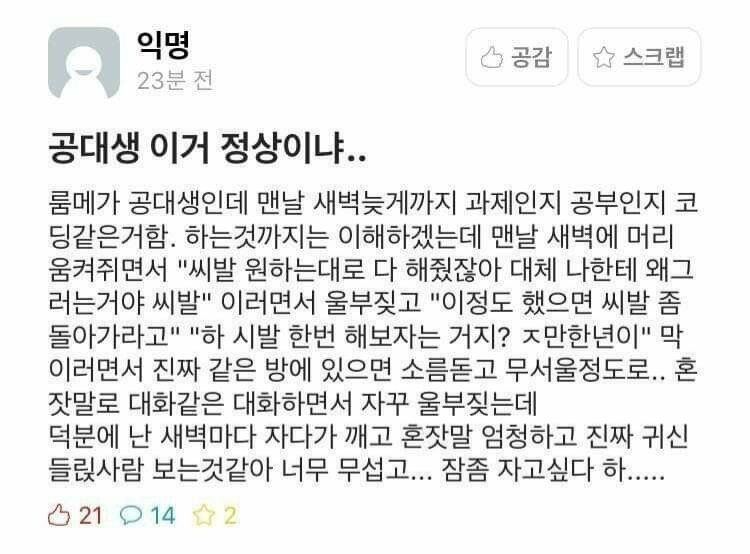 익명
23분 전
공감
스크랩
공대생 이거 정상이냐..
룸메가 공대생인데 맨날 새벽늦게까지 과제인지 공부인지 코
딩같은거함. 하는것까지는 이해하겠는데 맨날 새벽에 머리
움켜쥐면서 "씨발 원하는대로 다 해줬잖아 대체 나한테 왜그
러는거야 씨발" 이러면서 울부짖고 "이정도 했으면 씨발 좀
돌아가라고" "하 시발 한번 해보자는 거지? ㅈ만한년이" 막
이러면서 진짜 같은 방에 있으면 소름돋고 무서울정도로.. 혼
잣말로 대화같은 대화하면서 자꾸 울부짖는데
덕분에 난 새벽마다 자다가 깨고 혼잣말 엄청하고 진짜 귀신
들릱사람 보는것같아 너무 무섭고... 잠좀 자고싶다 하.....
21 14 2